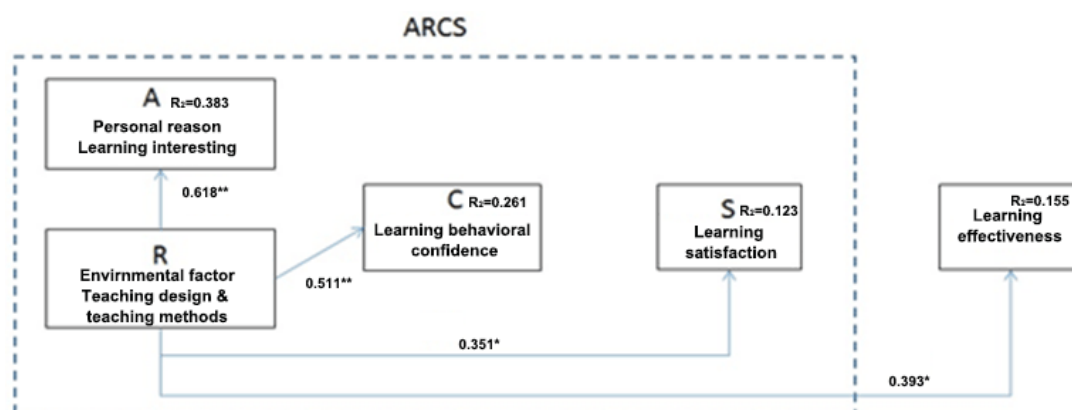 ARCS
A R₂=0.383
Personal reason
Learning interesting
0.618**
R
Envirnmental factor
Teaching design &
teaching methods
0.511**
C R₂=0.261
Learning behavioral
confidence
S R₂=0.123
Learning
satisfaction
0.351*
R₂=0.155
Learning
effectiveness
0.393*